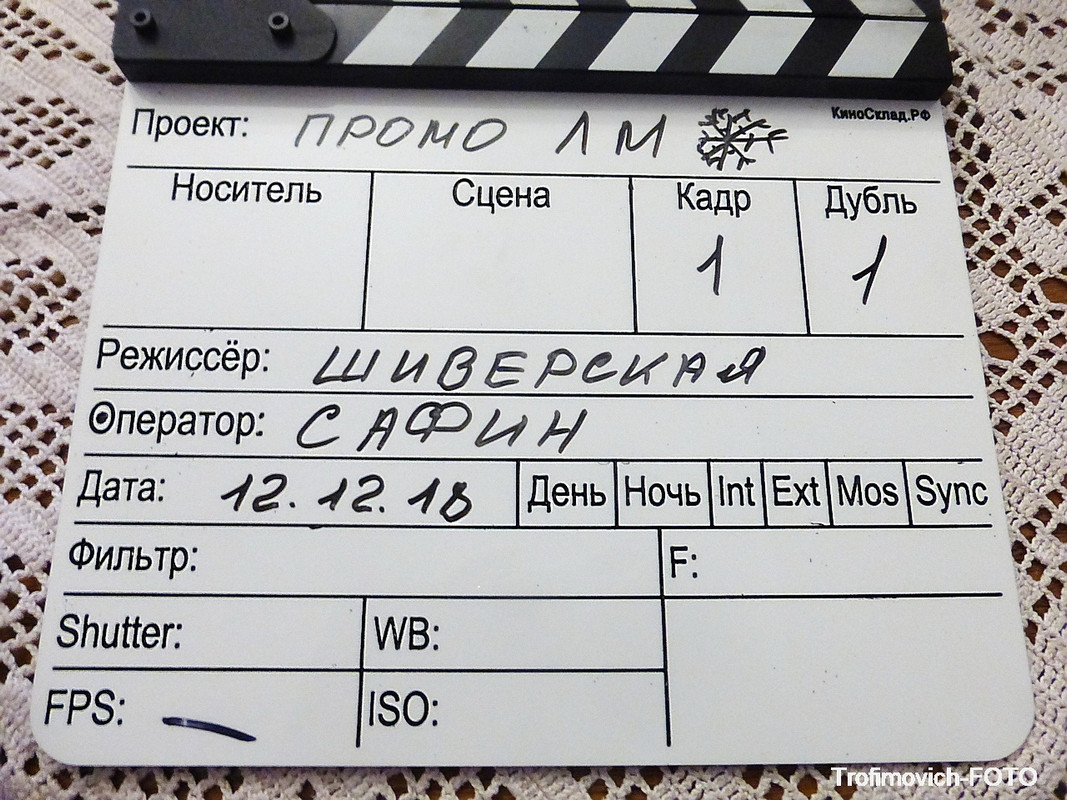 КиноСклад.РФ
Проект: ПРОМО ЛМ
Носитель Сцена Кадр Дубль
1 1
Режиссёр: ШИВЕРСКАЯ
Оператор: САФИН
Дата: 12.12.18 День Ночь Int Ext Mos Sync
Фильтр: F:
Shutter: WB:
FPS: ISO:
Trofimovich-FOTO